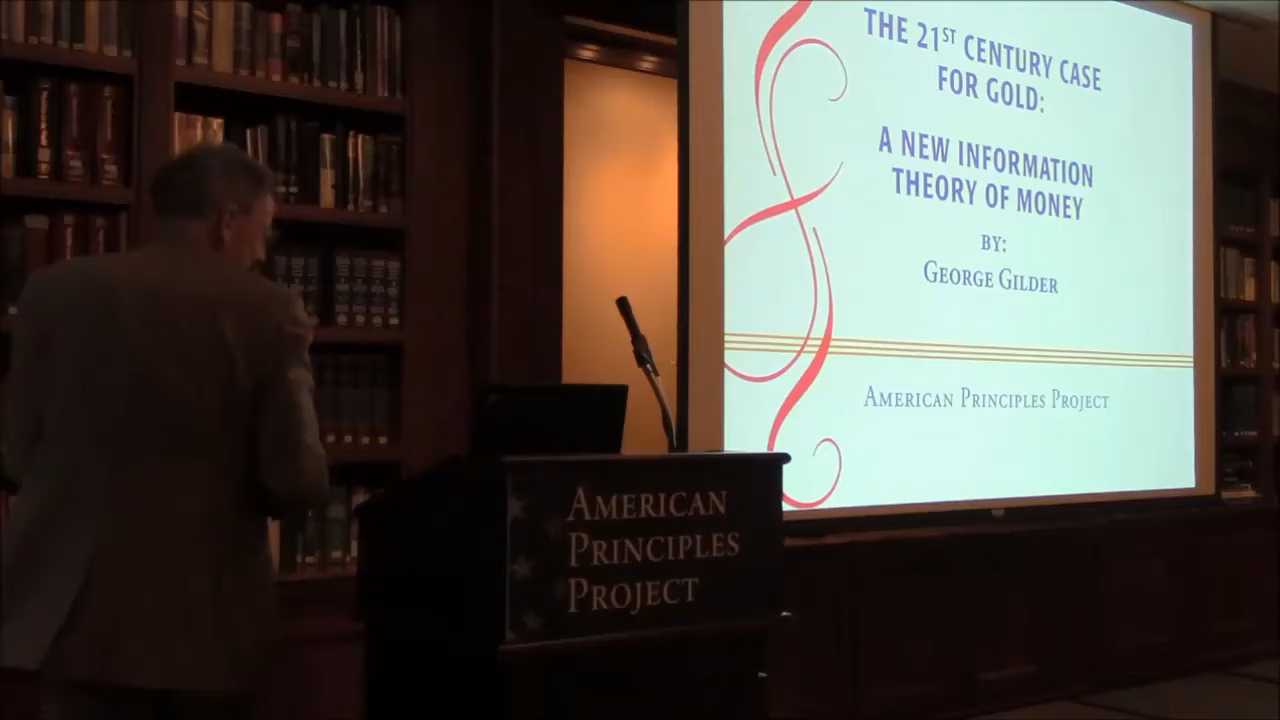 THE 21ST CENTURY CASE
FOR GOLD:
A NEW INFORMATION
THEORY OF MONEY
BY:
GEORGE GILDER
AMERICAN PRINCIPLES PROJECT
AMERICAN
PRINCIPLES
PROJECT